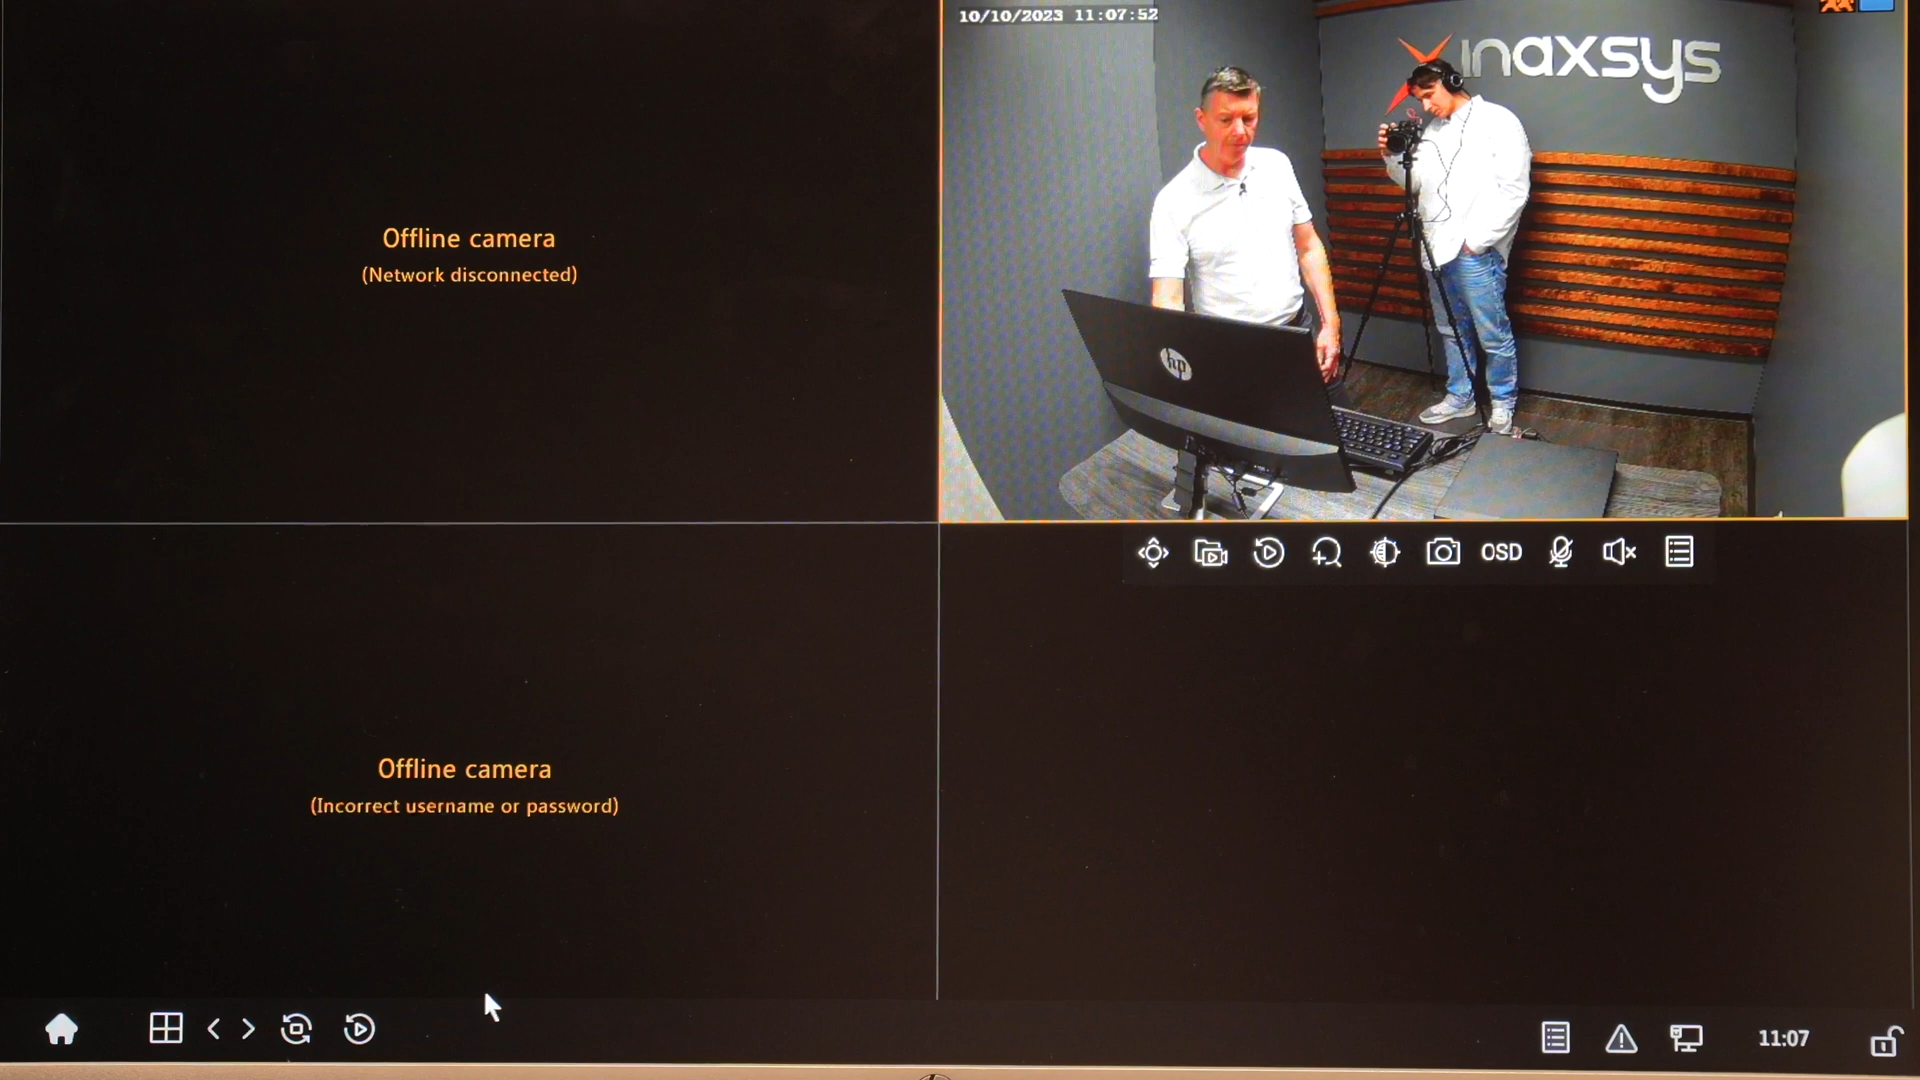 10/10/2023 11:07:52
inaxsys
Offline camera
(Network disconnected)
hp
OSD
Offline camera
(Incorrect username or password)
11:07